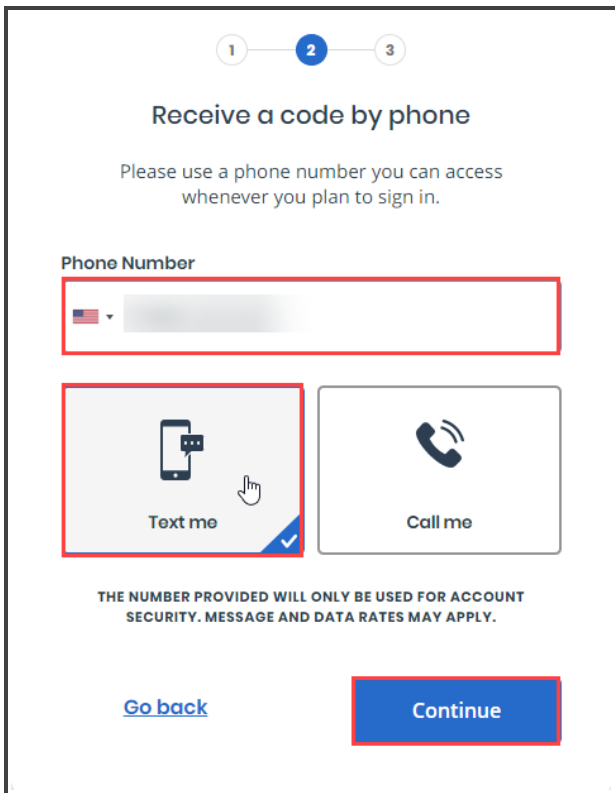 1 2 3
Receive a code by phone
Please use a phone number you can access
whenever you plan to sign in.
Phone Number
Text me
Call me
THE NUMBER PROVIDED WILL ONLY BE USED FOR ACCOUNT
SECURITY. MESSAGE AND DATA RATES MAY APPLY.
Go back
Continue